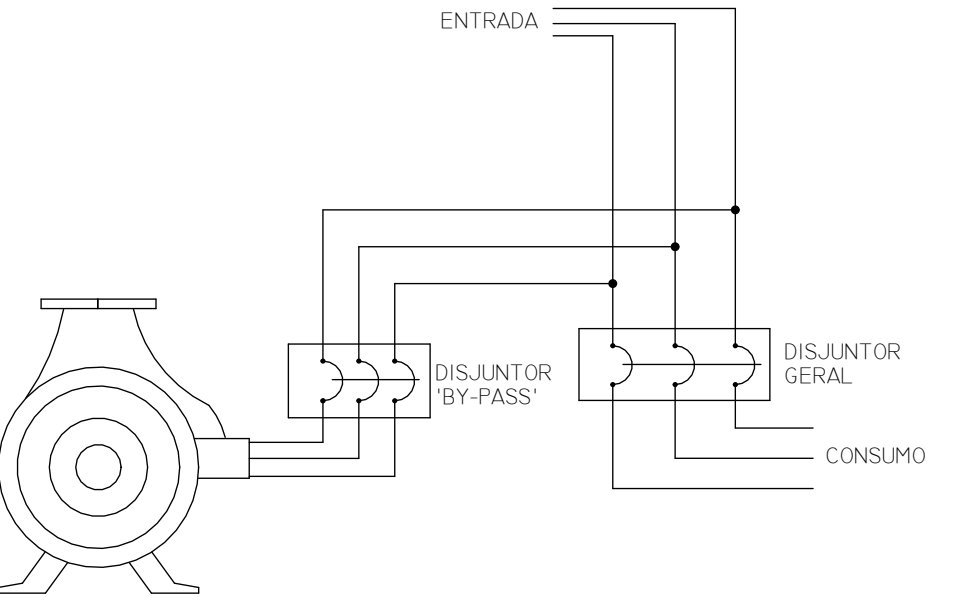 ENTRADA
DISJUNTOR
'BY-PASS'
DISJUNTOR
GERAL
CONSUMO